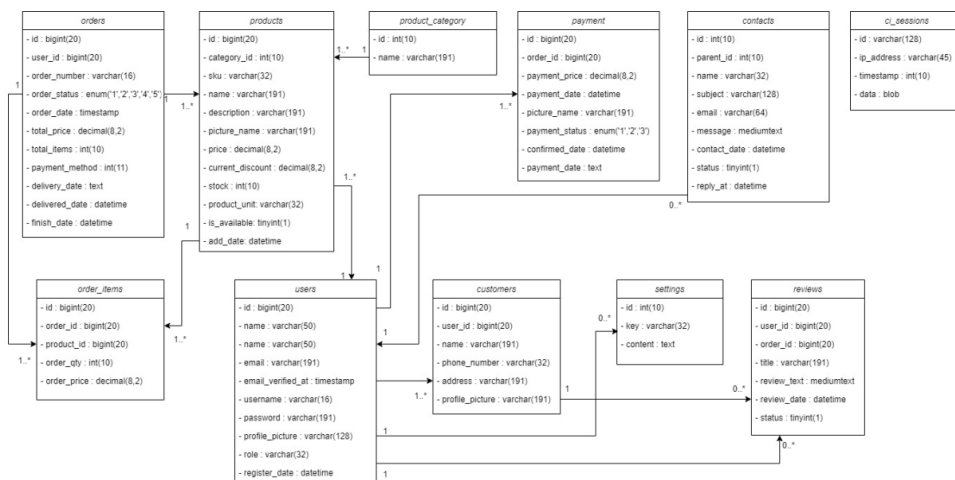 orders
- id : bigint(20)
- user_id : bigint(20)
- order_number : varchar(16)
- order_status : enum('1','2','3','4','5')
- order_date : timestamp
- total_price : decimal(8,2)
- total_items : int(10)
- payment_method : int(11)
- delivery_date : text
- delivered_date : datetime
- finish_date : datetime
1
1
1..*
products
- id : bigint(20)
- category_id : int(10)
- sku : varchar(32)
- name : varchar(191)
- description : varchar(191)
- picture_name : varchar(191)
- price : decimal(8,2)
- current_discount : decimal(8,2)
- stock : int(10)
- product_unit: varchar(32)
- is_available: tinyint(1)
- add_date: datetime
1..*
1
1..*
1
product_category
- id : int(10)
- name : varchar(191)
payment
- id : bigint(20)
- order_id : bigint(20)
- payment_price : decimal(8,2)
- payment_date : datetime
- picture_name : varchar(191)
- payment_status : enum('1','2','3')
- confirmed_date : datetime
- payment_date : text
1..*
contacts
- id : int(10)
- parent_id : int(10)
- name : varchar(32)
- subject : varchar(128)
- email : varchar(64)
- message : mediumtext
- contact_date : datetime
- status : tinyint(1)
- reply_at : datetime
0..*
ci_sessions
- id : varchar(128)
- ip_address : varchar(45)
- timestamp : int(10)
- data : blob
order_items
- id : bigint(20)
- order_id : bigint(20)
- product_id : bigint(20)
- order_qty : int(10)
- order_price : decimal(8,2)
1..*
1..*
users
- id : bigint(20)
- name : varchar(50)
- name : varchar(50)
- email : varchar(191)
- email_verified_at : timestamp
- username : varchar(16)
- password : varchar(191)
- profile_picture : varchar(128)
- role : varchar(32)
- register_date : datetime
1
1
1
1
1
1..*
customers
- id : bigint(20)
- user_id : bigint(20)
- name : varchar(191)
- phone_number : varchar(32)
- address : varchar(191)
- profile_picture : varchar(191)
1
settings
- id : int(10)
- key : varchar(32)
- content : text
0..*
reviews
- id : bigint(20)
- user_id : bigint(20)
- order_id : bigint(20)
- title : varchar(191)
- review_text : mediumtext
- review_date : datetime
- status : tinyint(1)
0..*
0..*